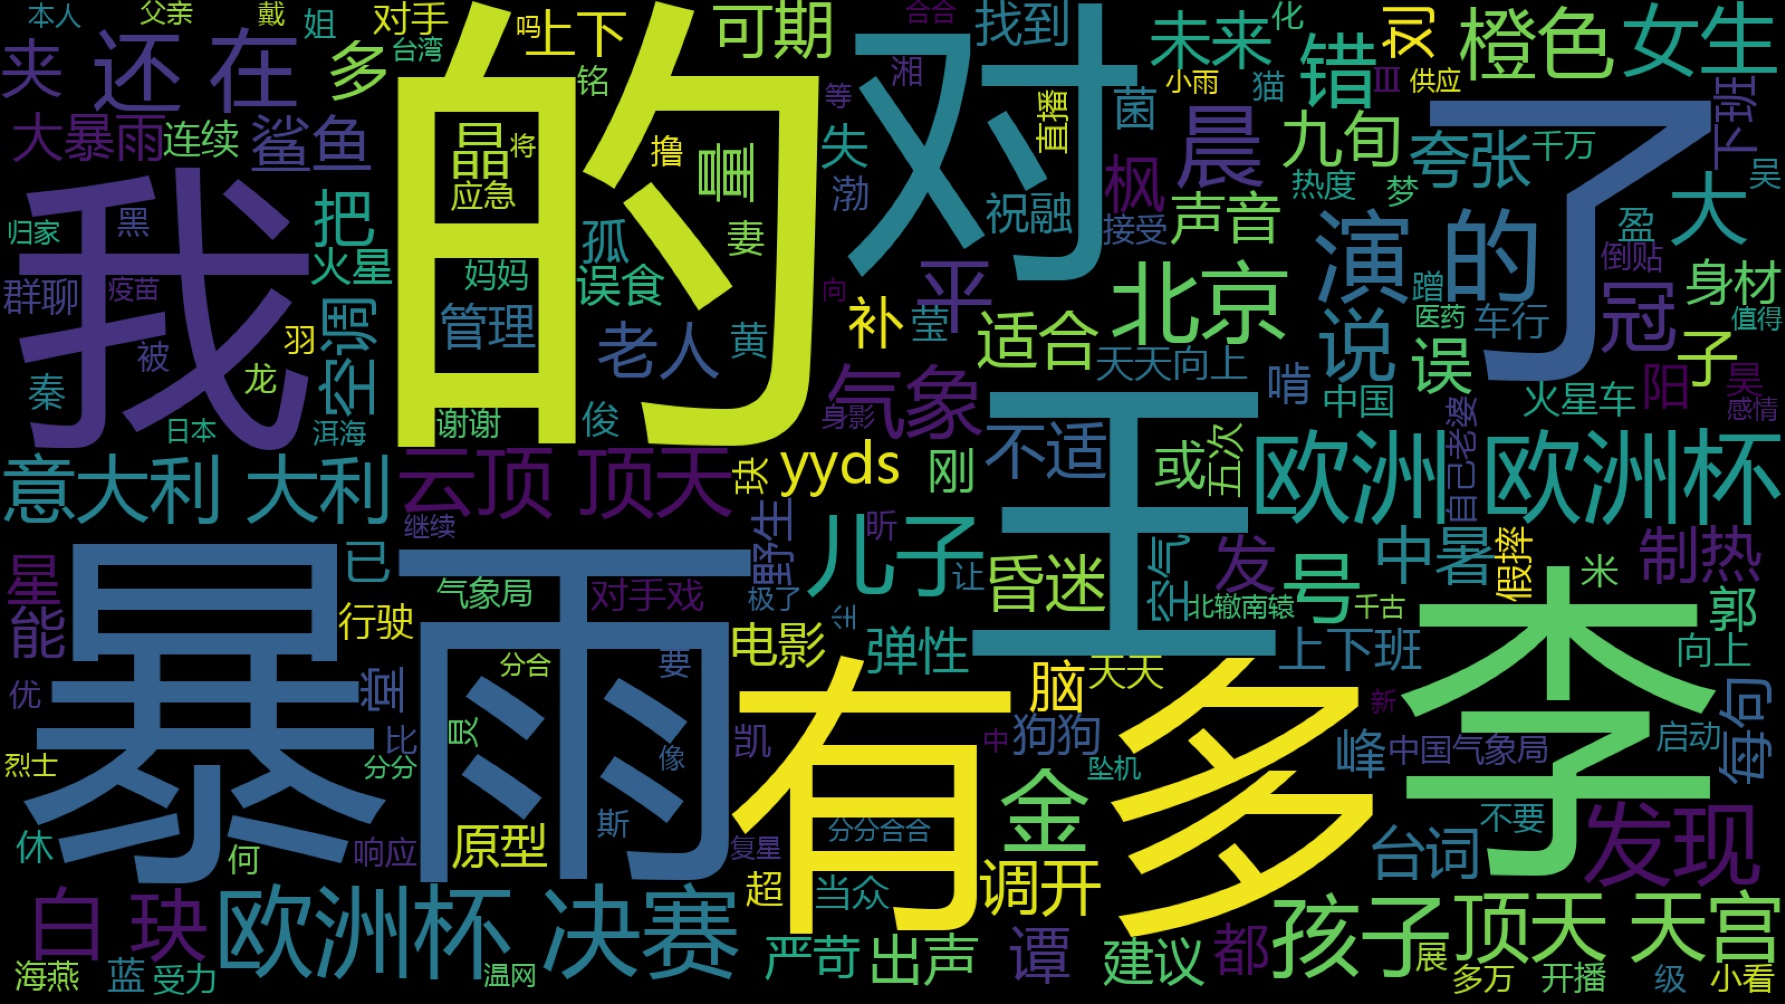 本人
父亲
戴
姐
对手
吗
上下
可期
合合
找到
未来
化
刘
橙色
女生
夹
还 在
多
台湾
铭
的
对
湘
小雨
错
猫
III
供应
下班
大暴雨
连续
鲨鱼
晶
将
撸
量
等
失
直播
菌
晨
九旬
夸张
千万
了
我
应急
渤
祝融
枫
声音
热度
梦
吴
归家
黑
把
孤
妻
接受
演
的
盈
大
火星
妈妈
误食
平
倒贴
群聊
疫苗
向
北京
蹭
冠
身材
羽
空调
管理
老人
黄
补
莹
适合
说
医药
车行
值得
被
天天向上
误
子
秦
龙
气象
啃
中国
火星车
阳
昊
日本
洱海
谢谢
俊
身影
王
自己老婆
感情
意大利 大利
云顶 顶天
玦
yyds
刚
不适
或
五次
欧洲
欧洲杯
继续
野生
儿子
昕
暴雨
已
空气
发
中暑
假摔
制热
星
气象局
对手戏
极了
让
昏迷
号
米
李
能
行驶
北辙南辕
千古
郭
电影
弹性
上下班
向上
分合
要
有多
脑
天天
优
室
新
每句
比
灵
凯
狗狗
中
峰
中国气象局
启动
烈士
分分
像
坠机
金
休
何
响应
原型
斯
复星
分分合合
台词
不要
发现
超
当众
调开
白 玦
欧洲杯 决赛
孩子
顶天 天宫
严苛
出声
谭
建议
都
展
海燕
蓝
受力
温网
多万
开播
级
小看